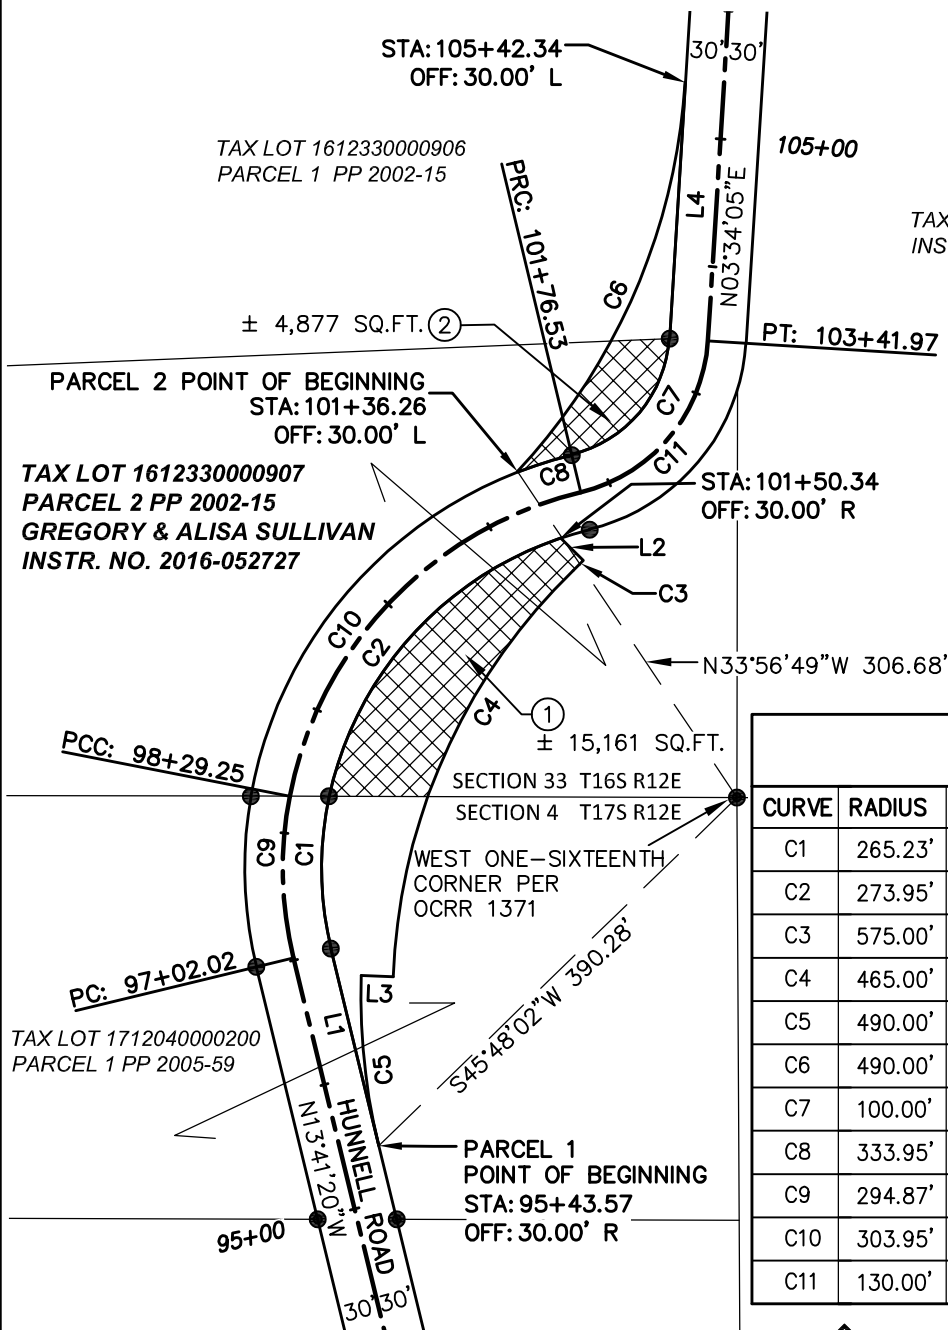 STA: 105+42.34
OFF: 30.00' L
30' 30'
TAX LOT 1612330000906
PARCEL 1 PP 2002-15
105+00
PRC: 101+76.53
L4
N03°34'05"E
TAX
INS
C6
± 4,877 SQ.FT. 2
PT: 103+41.97
PARCEL 2 POINT OF BEGINNING
STA: 101+36.26
OFF: 30.00' L
C7
C8
C11
TAX LOT 1612330000907
PARCEL 2 PP 2002-15
GREGORY & ALISA SULLIVAN
INSTR. NO. 2016-052727
STA: 101+50.34
OFF: 30.00' R
L2
C3
C10
C2
N33°56'49"W 306.68'
C4
1
± 15,161 SQ.FT.
PCC: 98+29.25
SECTION 33 T16S R12E
SECTION 4 T17S R12E
C9
C1
WEST ONE-SIXTEENTH
CORNER PER
OCRR 1371
S45°48'02"W 390.28'
PC: 97+02.02
L3
L1
C5
TAX LOT 1712040000200
PARCEL 1 PP 2005-59
HUNNELL ROAD
N13°41'20"W
PARCEL 1
POINT OF BEGINNING
STA: 95+43.57
OFF: 30.00' R
95+00
30' 30'
CURVE RADIUS
C1 265.23'
C2 273.95'
C3 575.00'
C4 465.00'
C5 490.00'
C6 490.00'
C7 100.00'
C8 333.95'
C9 294.87'
C10 303.95'
C11 130.00'